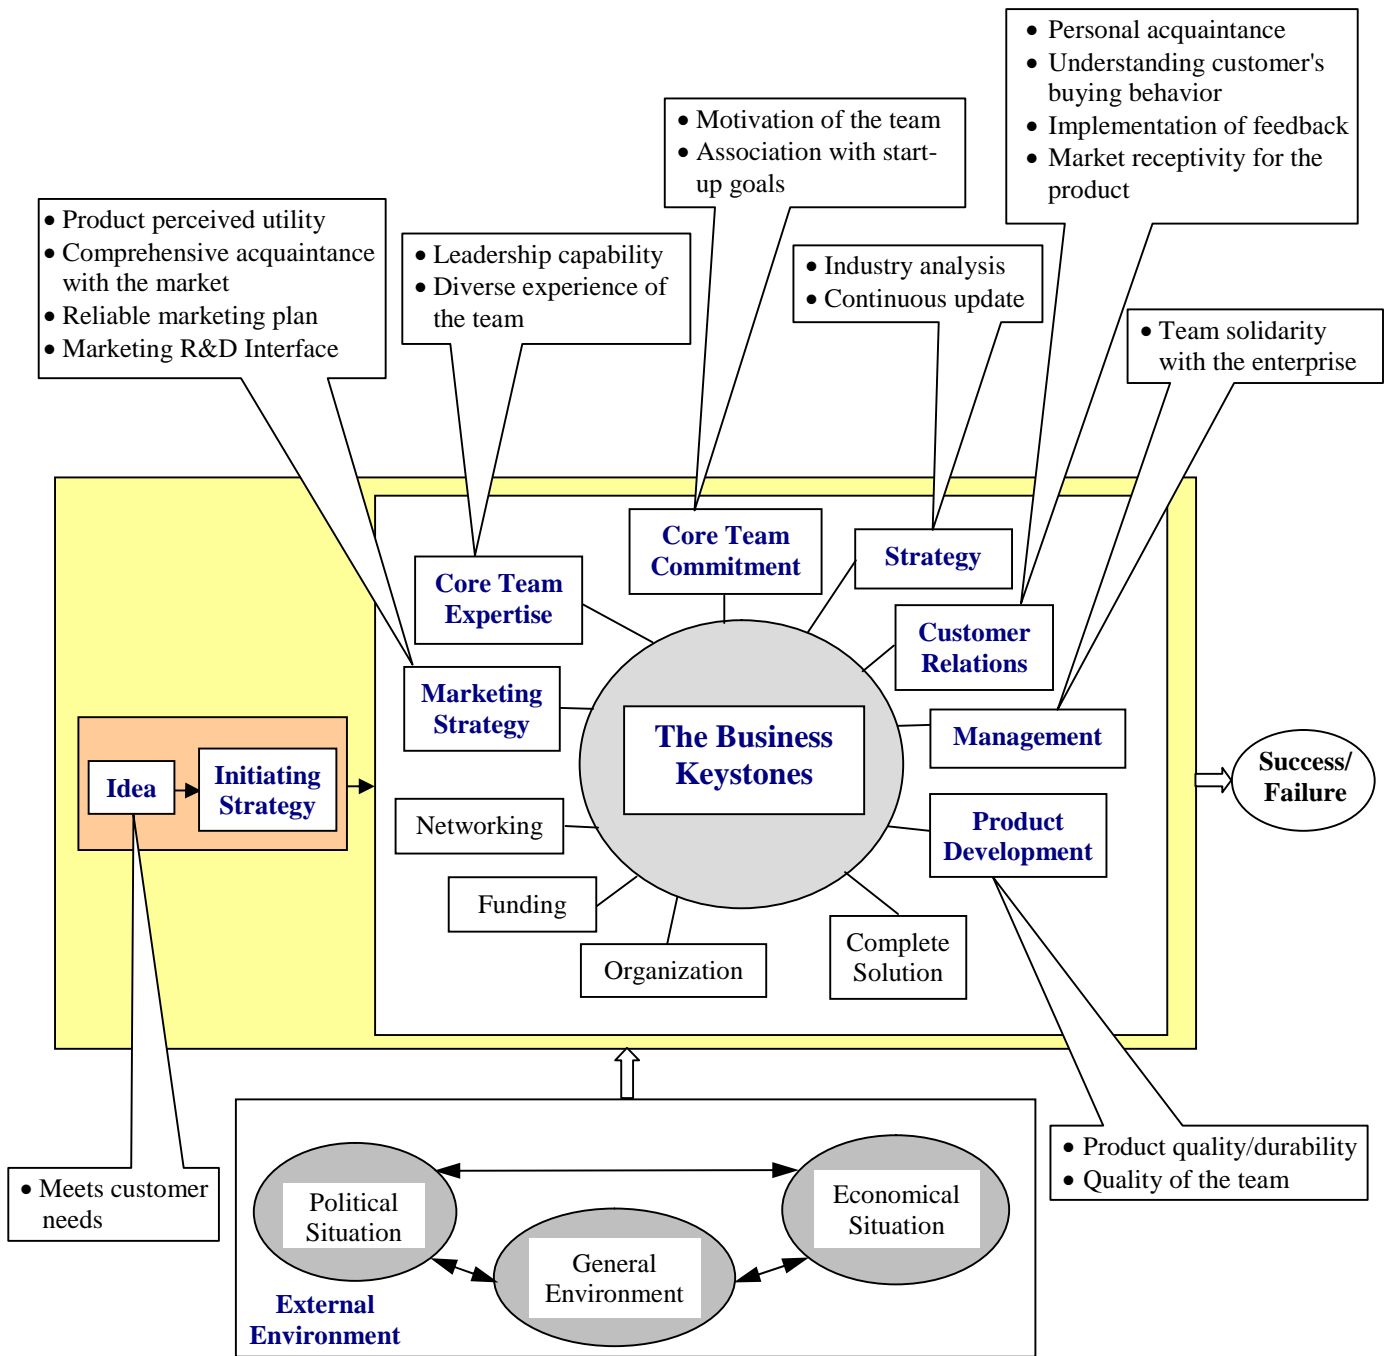 • Personal acquaintance
• Understanding customer's
buying behavior
• Implementation of feedback
• Market receptivity for the
product
• Motivation of the team
• Association with start-
up goals
• Product perceived utility
• Comprehensive acquaintance
with the market
• Reliable marketing plan
• Marketing R&D Interface
• Leadership capability
• Diverse experience of
the team
• Industry analysis
• Continuous update
• Team solidarity
with the enterprise
Core Team
Commitment
Strategy
Core Team
Expertise
Customer
Relations
Marketing
Strategy
The Business
Keystones
Management
Idea
Initiating
Strategy
Success/
Failure
Networking
Product
Development
Funding
Organization
Complete
Solution
• Meets customer
needs
• Product quality/durability
• Quality of the team
Political
Situation
Economical
Situation
General
Environment
External
Environment